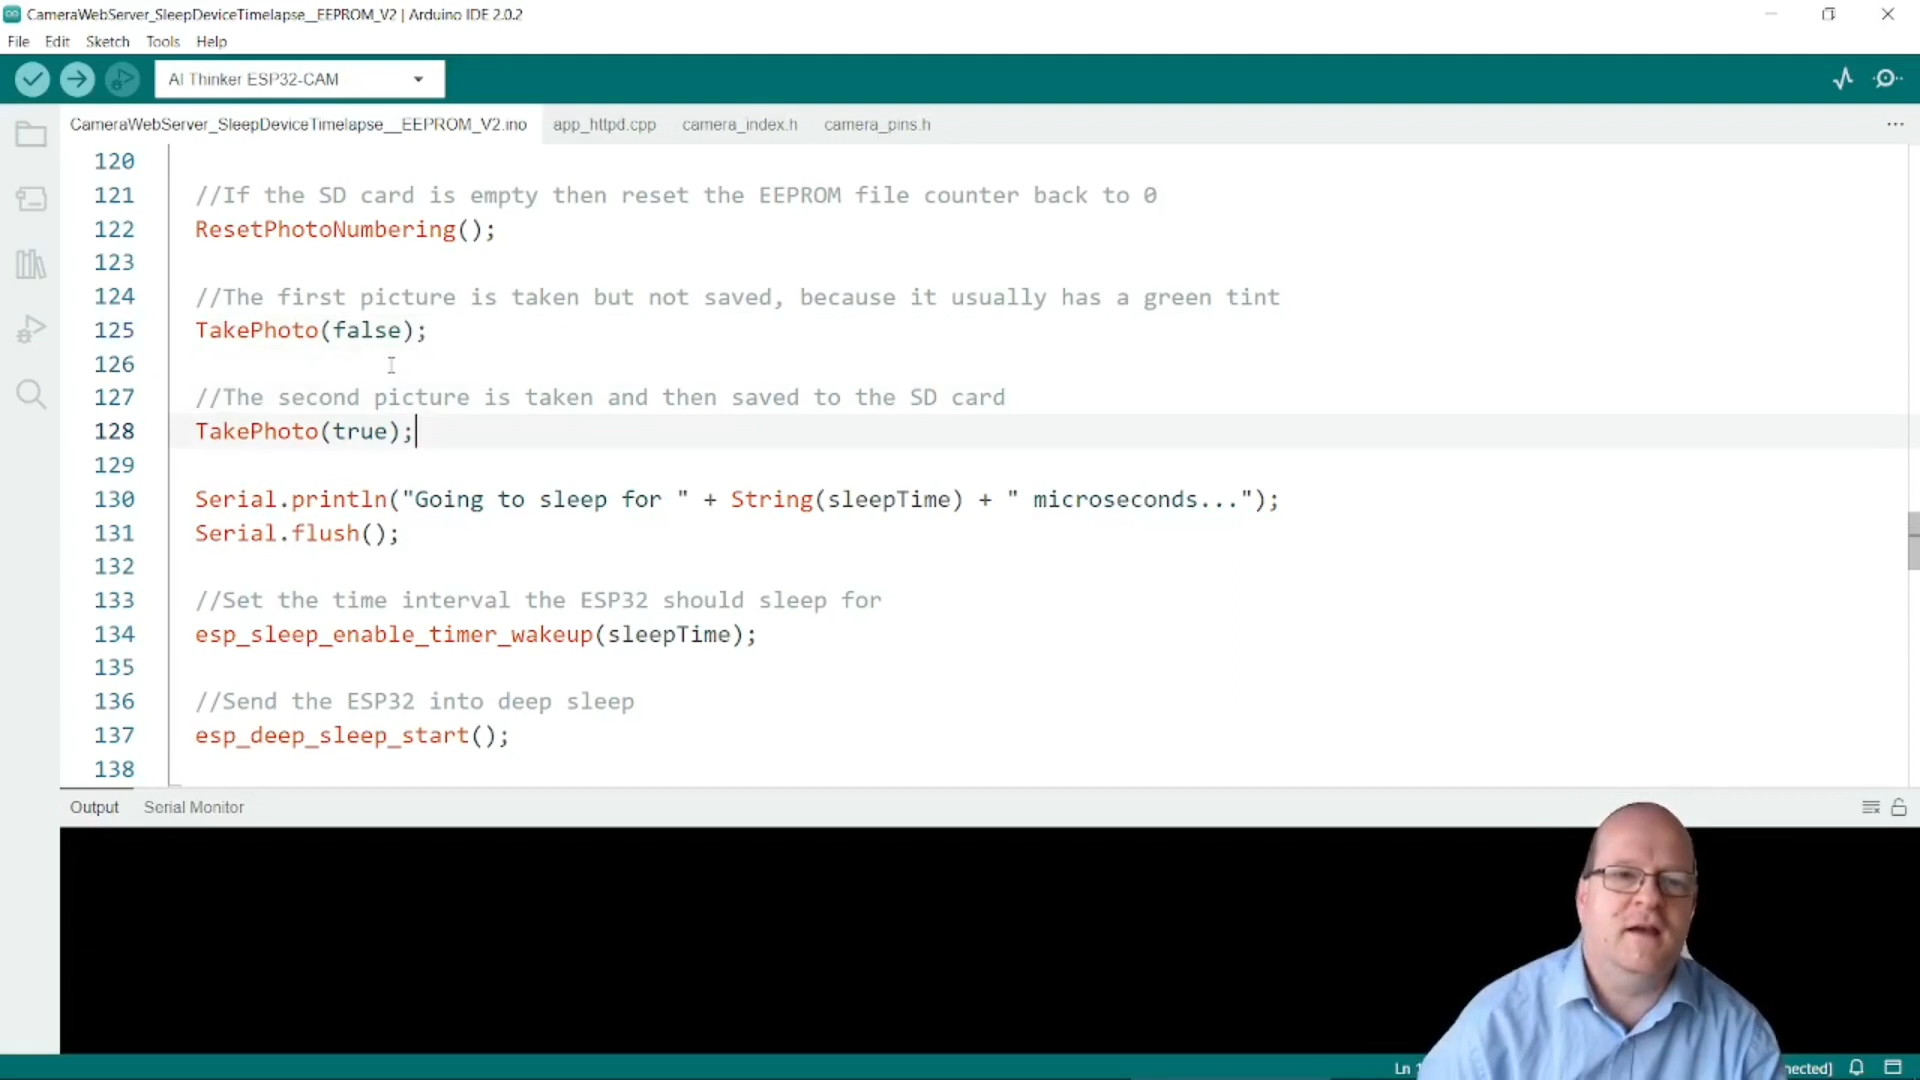 CameraWebServer_SleepDeviceTimelapse__EEPROM_V2 | Arduino IDE 2.0.2
File Edit Sketch Tools Help
AI Thinker ESP32-CAM
CameraWebServer_SleepDeviceTimelapse__EEPROM_V2.ino app_httpd.cpp camera_index.h camera_pins.h
120
121 //If the SD card is empty then reset the EEPROM file counter back to 0
122 ResetPhotoNumbering();
123
124 //The first picture is taken but not saved, because it usually has a green tint
125 TakePhoto(false);
126
127 //The second picture is taken and then saved to the SD card
128 TakePhoto(true);
129
130 Serial.println("Going to sleep for " + String(sleepTime) + " microseconds...");
131 Serial.flush();
132
133 //Set the time interval the ESP32 should sleep for
134 esp_sleep_enable_timer_wakeup(sleepTime);
135
136 //Send the ESP32 into deep sleep
137 esp_deep_sleep_start();
138
Output Serial Monitor
Ln